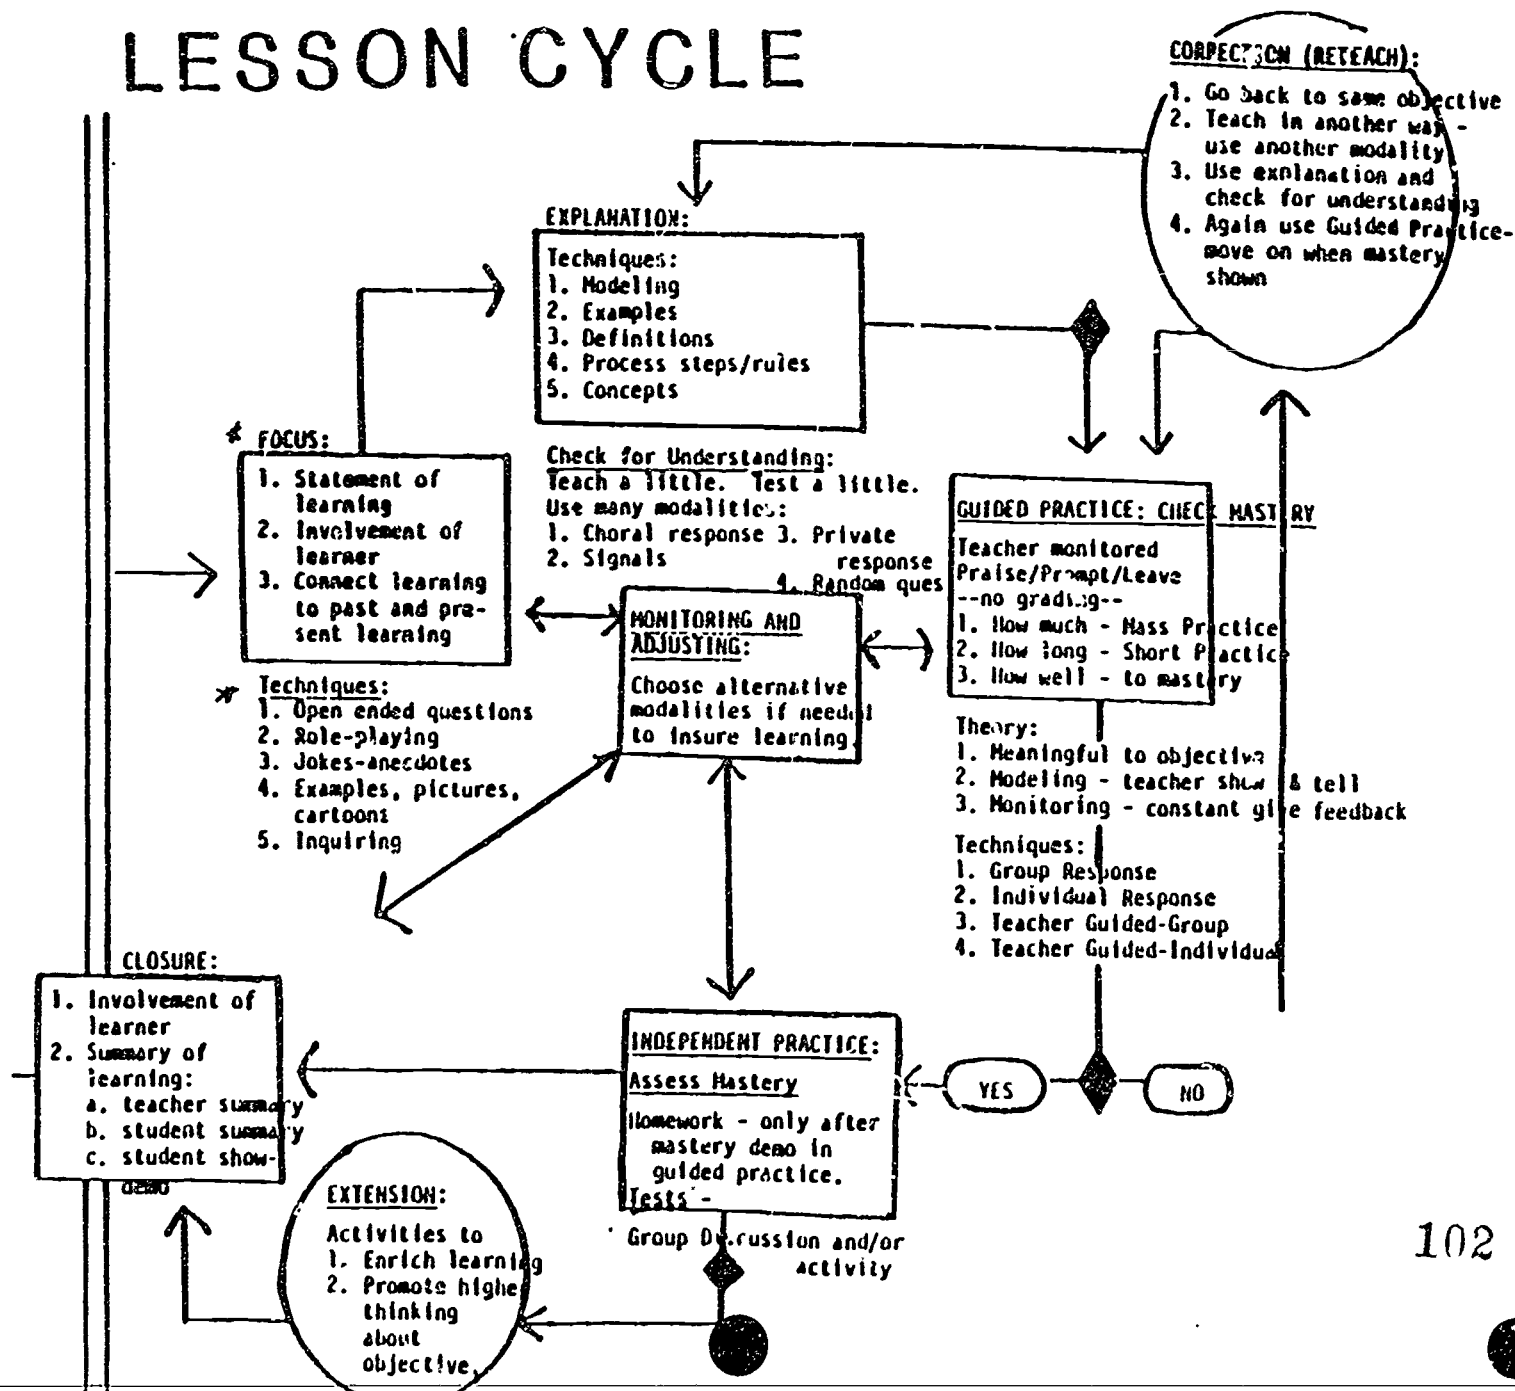 LESSON CYCLE
CORRECTION (RETEACH):
1. Go back to same objective
2. Teach in another way -
use another modality
3. Use explanation and
check for understanding
4. Again use Guided Practice-
move on when mastery
shown
EXPLANATION:
Techniques:
1. Modeling
2. Examples
3. Definitions
4. Process steps/rules
5. Concepts
Check for Understanding:
Teach a little. Test a little.
Use many modalities:
1. Choral response 3. Private
response
2. Signals
4. Random ques
* FOCUS:
1. Statement of
learning
2. Involvement of
learner
3. Connect learning
to past and pre-
sent learning
* Techniques:
1. Open ended questions
2. Role-playing
3. Jokes-anecdotes
4. Examples, pictures,
cartoons
5. Inquiring
MONITORING AND
ADJUSTING:
Choose alternative
modalities if needed
to insure learning.
GUIDED PRACTICE: CHECK MASTERY
Teacher monitored
Praise/Prompt/Leave
--no grading--
1. How much - Mass Practice
2. How long - Short Practice
3. How well - to mastery
Theory:
1. Meaningful to objective
2. Modeling - teacher show & tell
3. Monitoring - constant give feedback
Techniques:
1. Group Response
2. Individual Response
3. Teacher Guided-Group
4. Teacher Guided-Individual
YES
NO
INDEPENDENT PRACTICE:
Assess Mastery
Homework - only after
mastery demo in
guided practice.
Tests -
Group Discussion and/or
activity
CLOSURE:
1. Involvement of
learner
2. Summary of
learning:
a. teacher summary
b. student summary
c. student show-
demo
EXTENSION:
Activities to
1. Enrich learning
2. Promote higher
thinking
about
objective.
102